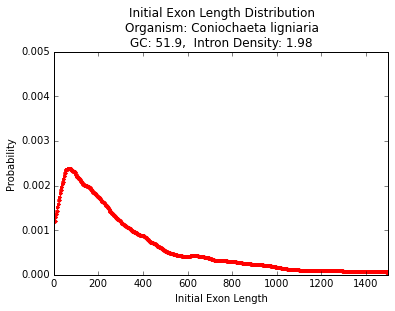 Initial Exon Length Distribution
Organism: Coniochaeta ligniaria
GC: 51.9,  Intron Density: 1.98
0.005
0.004
0.003
0.002
0.001
0.000
Probability
0 200 400 600 800 1000 1200 1400
Initial Exon Length